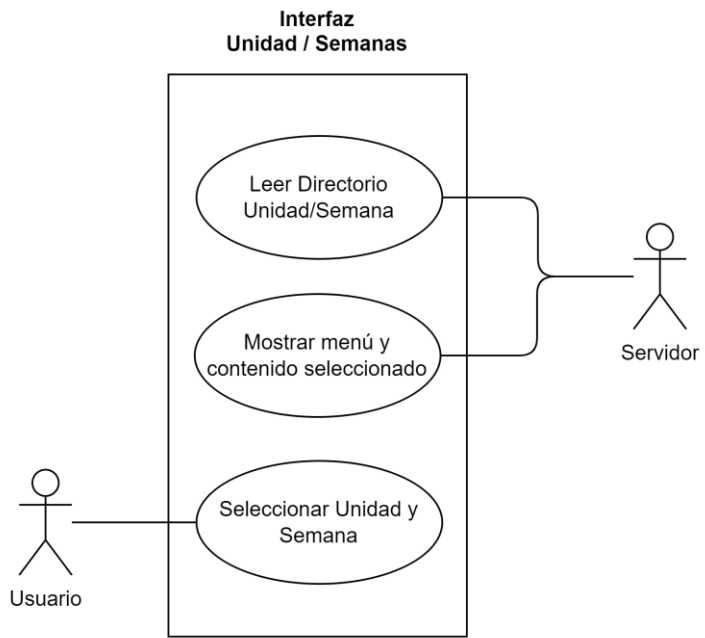 Interfaz
Unidad / Semanas
Leer Directorio
Unidad/Semana
Mostrar menú y
contenido seleccionado
Servidor
Seleccionar Unidad y
Semana
Usuario